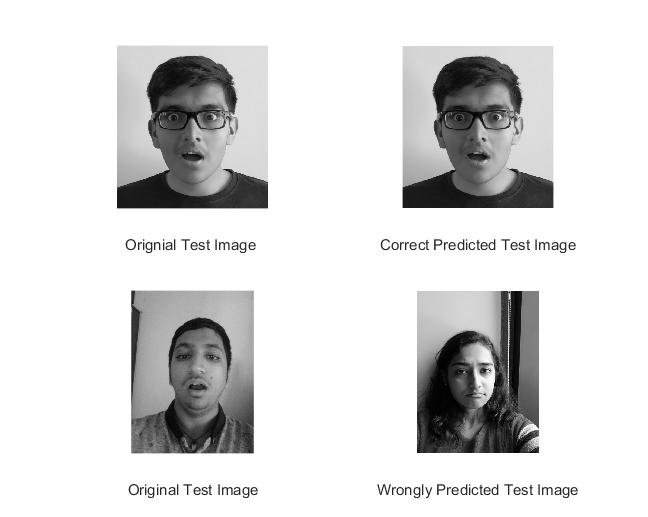 Orignial Test Image
Correct Predicted Test Image
Original Test Image
Wrongly Predicted Test Image